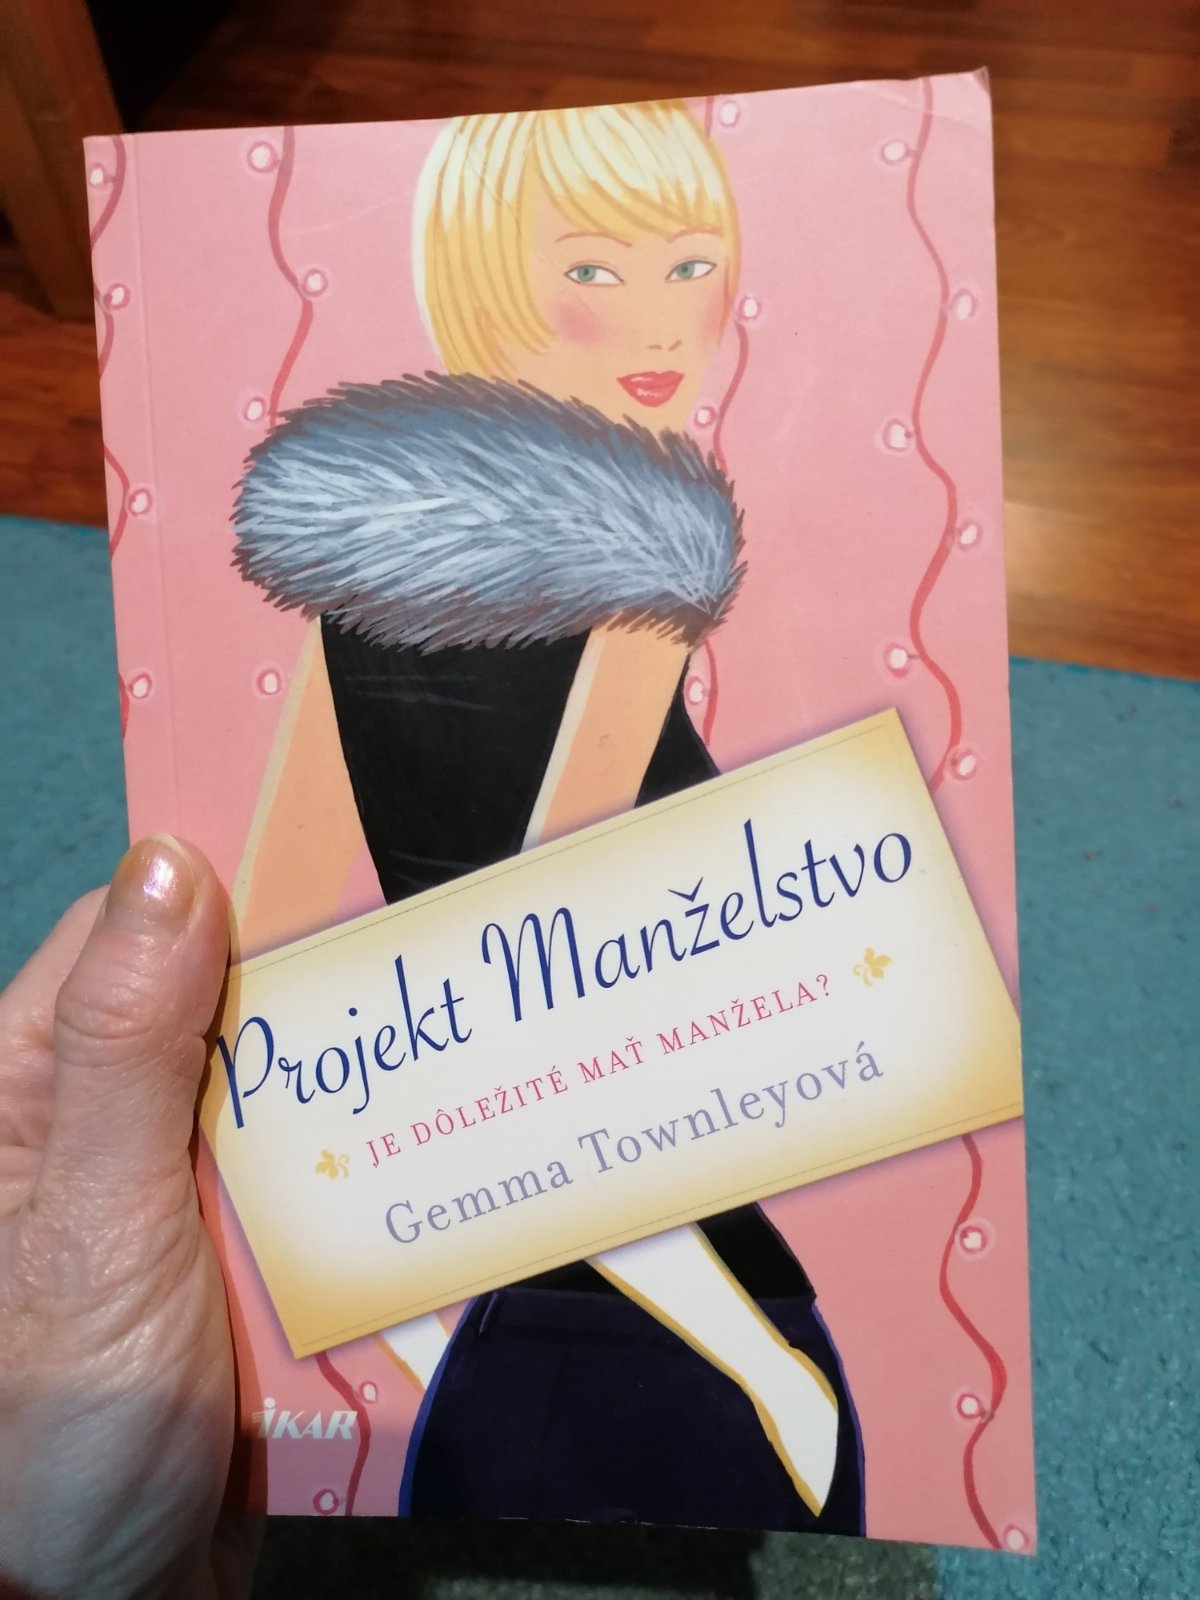 Projekt Manželstvo
JE DÔLEŽITÉ MAŤ MANŽELA?
Gemma Townleyová
iKAR